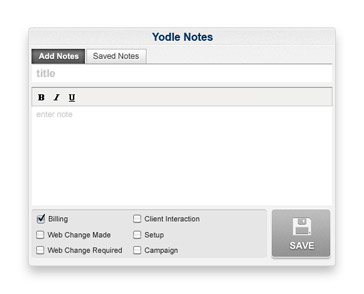 Yodle Notes
Add Notes Saved Notes
title
B I U
enter note
Billing Client Interaction
Web Change Made Setup
Web Change Required Campaign
SAVE